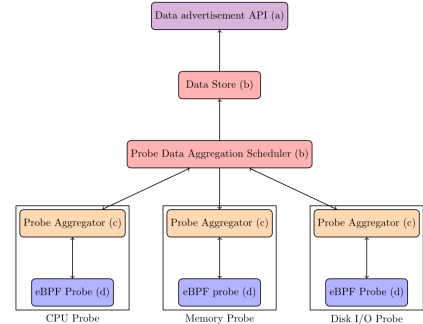 Data advertisement API (a)
Data Store (b)
Probe Data Aggregation Scheduler (b)
Probe Aggregator (c)
Probe Aggregator (c)
Probe Aggregator (c)
eBPF Probe (d)
eBPF probe (d)
eBPF Probe (d)
CPU Probe
Memory Probe
Disk I/O Probe